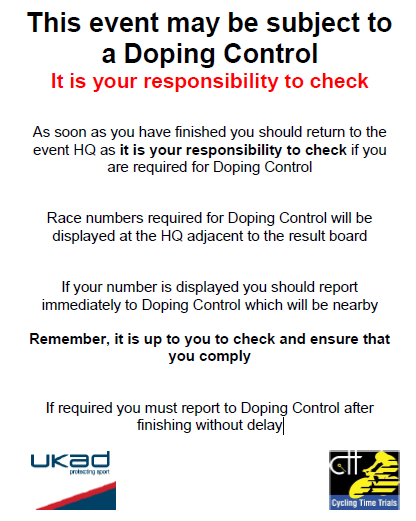 This event may be subject to
a Doping Control
It is your responsibility to check
As soon as you have finished you should return to the
event HQ as it is your responsibility to check if you
are required for Doping Control
Race numbers required for Doping Control will be
displayed at the HQ adjacent to the result board
If your number is displayed you should report
immediately to Doping Control which will be nearby
Remember, it is up to you to check and ensure that
you comply
If required you must report to Doping Control after
finishing without delay
ukad
protecting sport
ctt
Cycling Time Trials